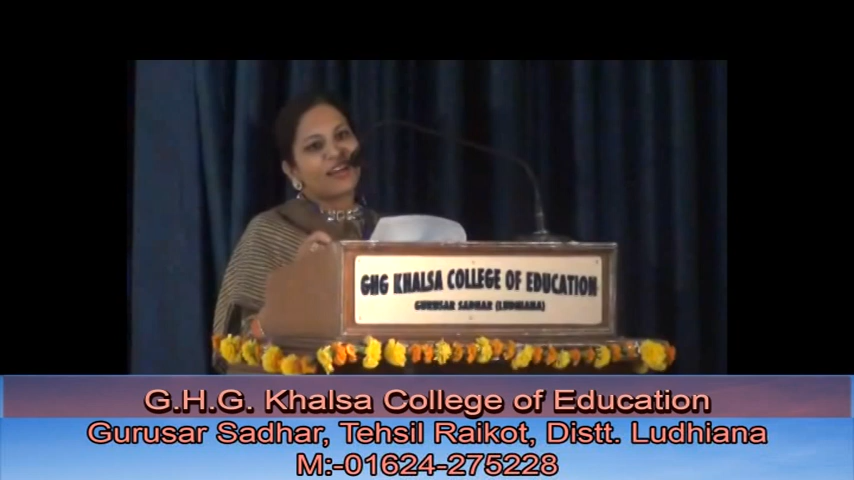 GHG KHALSA COLLEGE OF EDUCATION
GURUSAR SADHAR (LUDHIANA)
G.H.G. Khalsa College of Education
Gurusar Sadhar, Tehsil Raikot, Distt. Ludhiana
M:-01624-275228